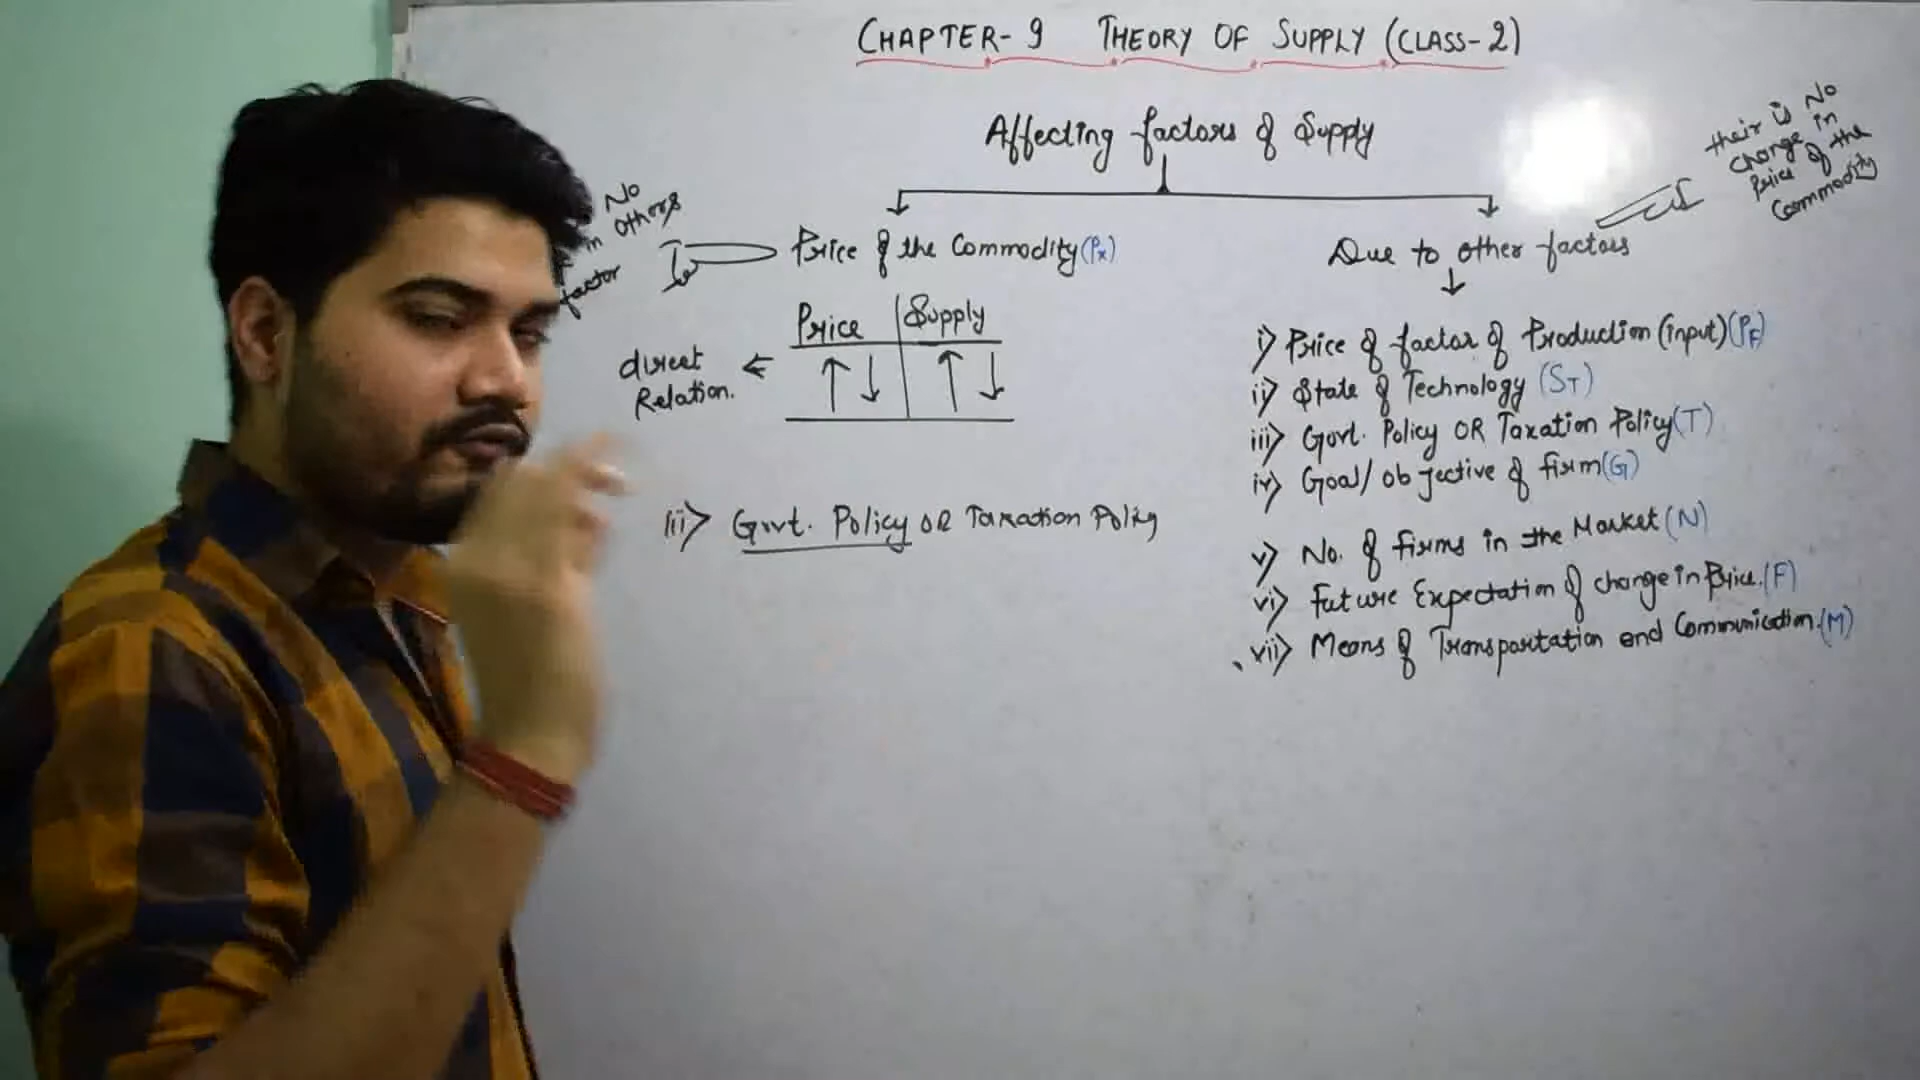 CHAPTER-9 THEORY OF SUPPLY (CLASS-2)
Affecting factors of Supply
their is No
change in
Price of the
Commodity
No
in others
factor
Price of the Commodity (Px)
Due to other factors
Price Supply
direct
Relation.
i) Price of factor of Production (input) (PF)
ii) State of Technology (ST)
iii) Govt. Policy OR Taxation Policy (T)
iv) Goal/objective of firm (G)
v) No. of firms in the Market (N)
vi) Future Expectation of change in Price. (F)
vii) Means of Transportation and Communication. (M)
iii) Govt. Policy OR Taxation Policy